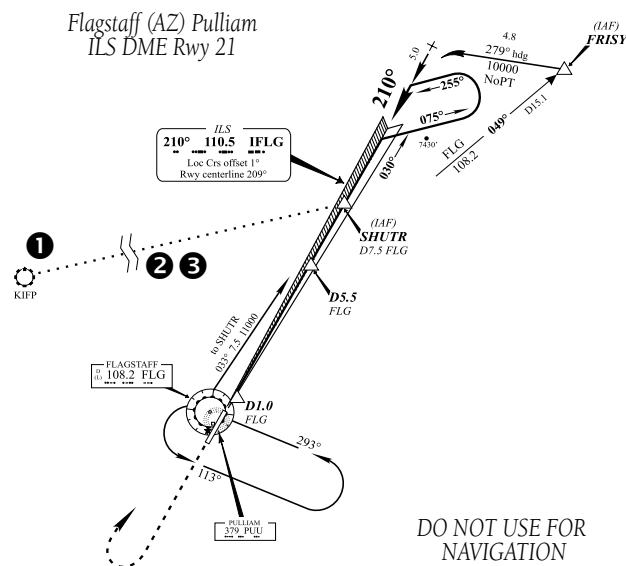 Flagstaff (AZ) Pulliam
ILS DME Rwy 21
(IAF)
FRISY
4.8
279° hdg
10000
NoPT
D15.1
049°
FLG
108.2
5.0
210°
255°
075°
7430'
030°
ILS
210° 110.5 IFLG
Loc Crs offset 1°
Rwy centerline 209°
(IAF)
SHUTR
D7.5 FLG
1
2 3
KIFP
D5.5
FLG
to SHUTR
033° 7.5 11000
FLAGSTAFF
D
(L) 108.2 FLG
D1.0
FLG
293°
113°
PULLIAM
379 PUU
DO NOT USE FOR
NAVIGATION